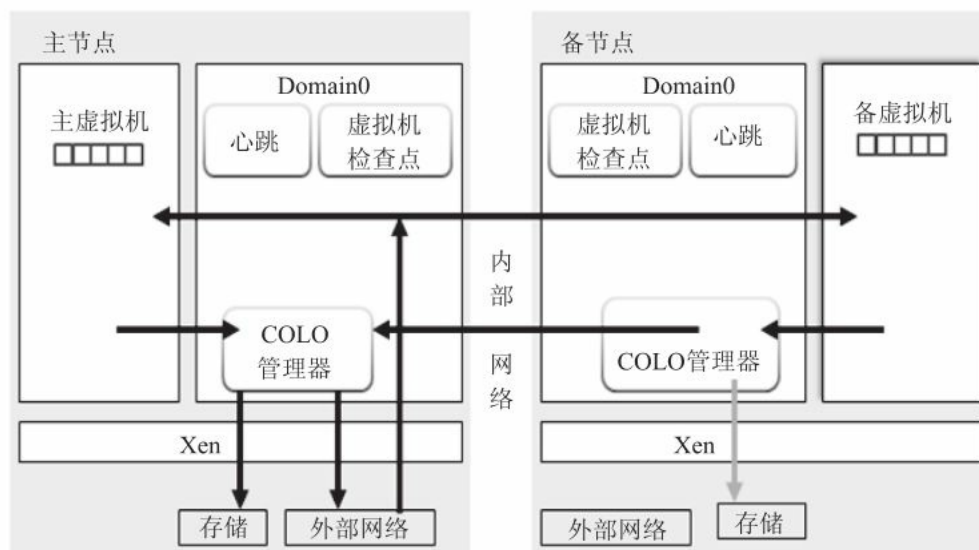 主节点
主虚拟机
Domain0
心跳
虚拟机
检查点
COLO
管理器
Xen
存储
外部网络
内
部
网
络
备节点
Domain0
虚拟机
检查点
心跳
备虚拟机
COLO管理器
Xen
外部网络
存储